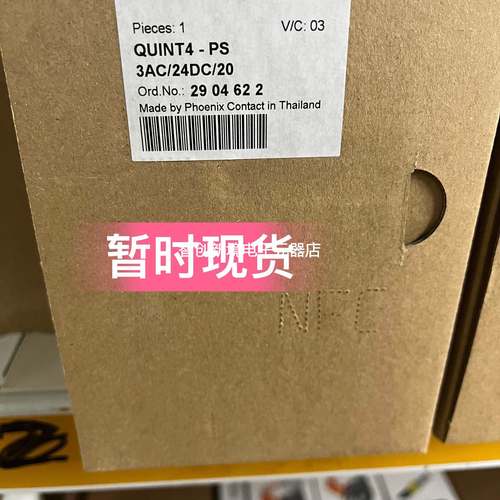 Pieces: 1 V/C: 03
QUINT4 - PS
3AC/24DC/20
Ord.No.: 29 04 62 2
Made by Phoenix Contact in Thailand
暂时现货
NFC